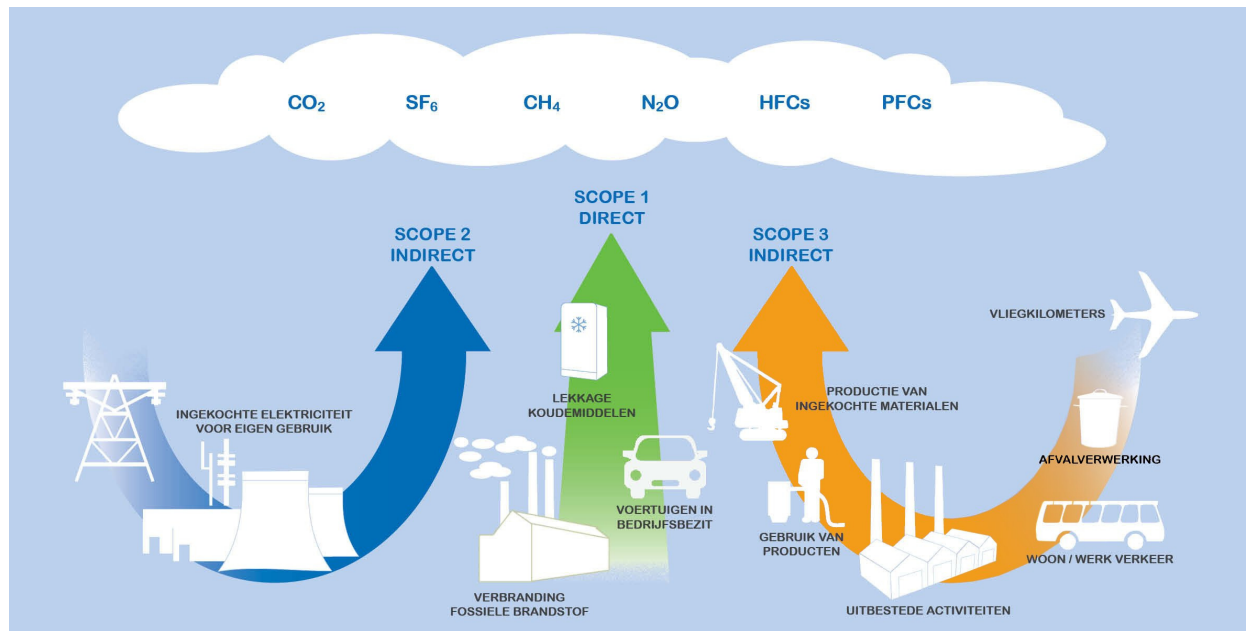 CO₂ SF₆ CH₄ N₂O HFCs PFCs
SCOPE 1
DIRECT
SCOPE 2
INDIRECT
SCOPE 3
INDIRECT
VLIEGKILOMETERS
LEKKAGE
KOUDEMIDDELEN
PRODUCTIE VAN
INGEKOCHTE MATERIALEN
INGEKOCHTE ELEKTRICITEIT
VOOR EIGEN GEBRUIK
AFVALVERWERKING
VOERTUIGEN IN
BEDRIJFSBEZIT
GEBRUIK VAN
PRODUCTEN
WOON / WERK VERKEER
VERBRANDING
FOSSIELE BRANDSTOF
UITBESTEDE ACTIVITEITEN